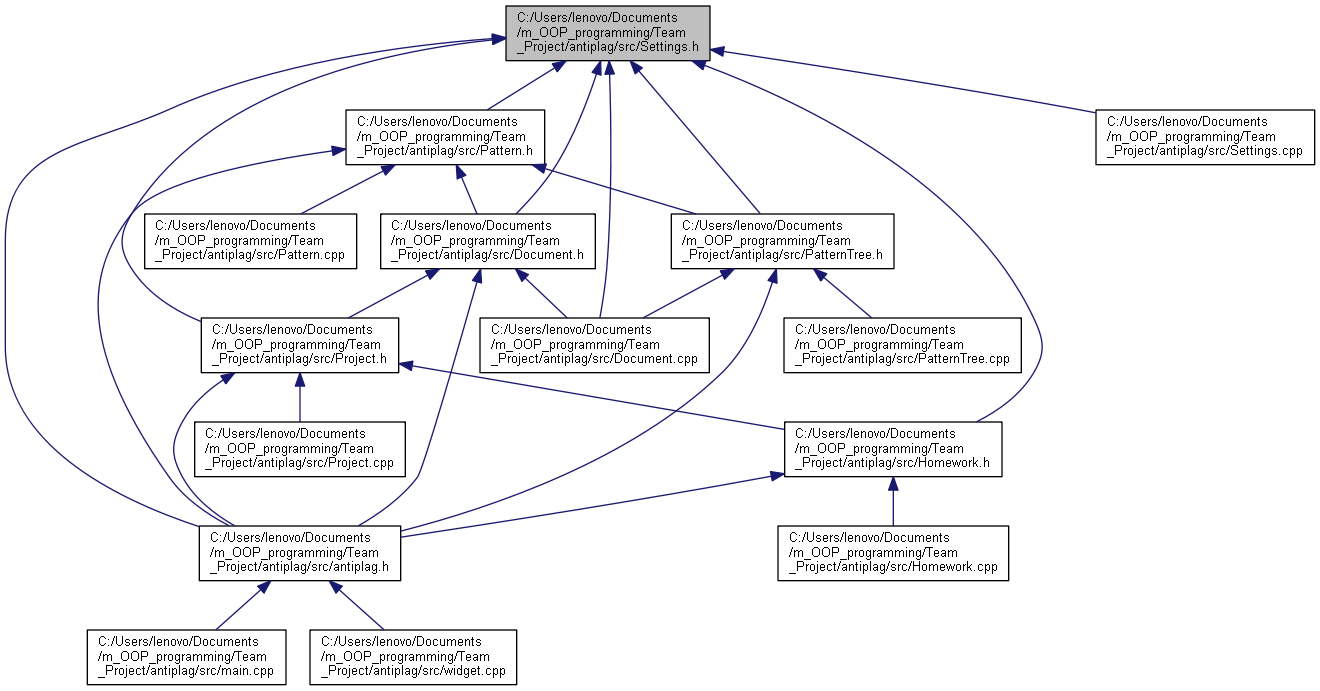 C:/Users/lenovo/Documents
/m_OOP_programming/Team
_Project/antiplag/src/Settings.h
C:/Users/lenovo/Documents
/m_OOP_programming/Team
_Project/antiplag/src/Pattern.h
C:/Users/lenovo/Documents
/m_OOP_programming/Team
_Project/antiplag/src/Settings.cpp
C:/Users/lenovo/Documents
/m_OOP_programming/Team
_Project/antiplag/src/Pattern.cpp
C:/Users/lenovo/Documents
/m_OOP_programming/Team
_Project/antiplag/src/Document.h
C:/Users/lenovo/Documents
/m_OOP_programming/Team
_Project/antiplag/src/PatternTree.h
C:/Users/lenovo/Documents
/m_OOP_programming/Team
_Project/antiplag/src/Project.h
C:/Users/lenovo/Documents
/m_OOP_programming/Team
_Project/antiplag/src/Document.cpp
C:/Users/lenovo/Documents
/m_OOP_programming/Team
_Project/antiplag/src/PatternTree.cpp
C:/Users/lenovo/Documents
/m_OOP_programming/Team
_Project/antiplag/src/Project.cpp
C:/Users/lenovo/Documents
/m_OOP_programming/Team
_Project/antiplag/src/Homework.h
C:/Users/lenovo/Documents
/m_OOP_programming/Team
_Project/antiplag/src/antiplag.h
C:/Users/lenovo/Documents
/m_OOP_programming/Team
_Project/antiplag/src/Homework.cpp
C:/Users/lenovo/Documents
/m_OOP_programming/Team
_Project/antiplag/src/main.cpp
C:/Users/lenovo/Documents
/m_OOP_programming/Team
_Project/antiplag/src/widget.cpp